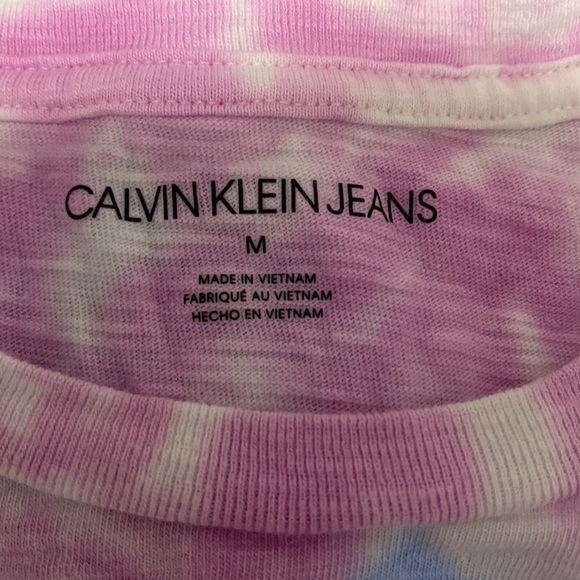 CALVIN KLEIN JEANS
M
MADE IN VIETNAM
FABRIQUÉ AU VIETNAM
HECHO EN VIETNAM